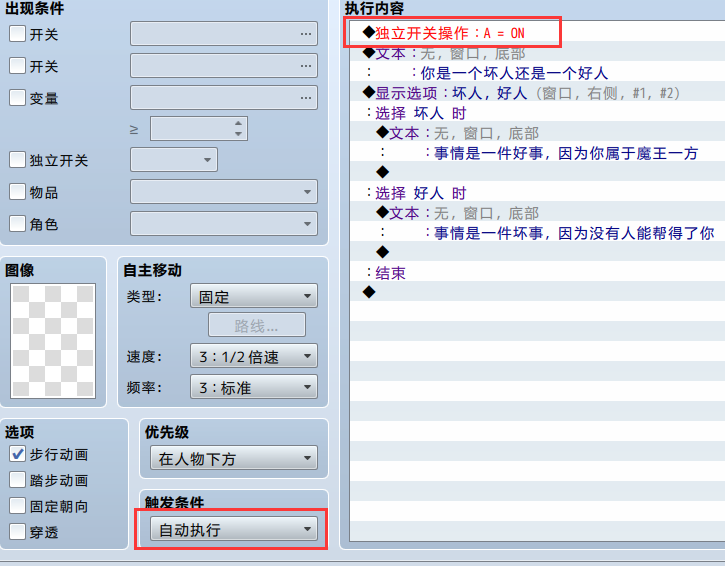 出现条件
开关
开关
变量
≥
独立开关
物品
角色
图像
自主移动
类型:
固定
路线...
速度:
3:1/2倍速
频率:
3:标准
选项
步行动画
踏步动画
固定朝向
穿透
优先级
在人物下方
触发条件
自动执行
执行内容
◆独立开关操作:A = ON
◆文本:无, 窗口, 底部
:    :你是一个坏人还是一个好人
◆显示选项:坏人, 好人 (窗口, 右侧, #1, #2)
:选择 坏人 时
◆文本:无, 窗口, 底部
:    :事情是一件好事, 因为你属于魔王一方
◆
:选择 好人 时
◆文本:无, 窗口, 底部
:    :事情是一件坏事, 因为没有人能帮得了你
◆
:结束
◆